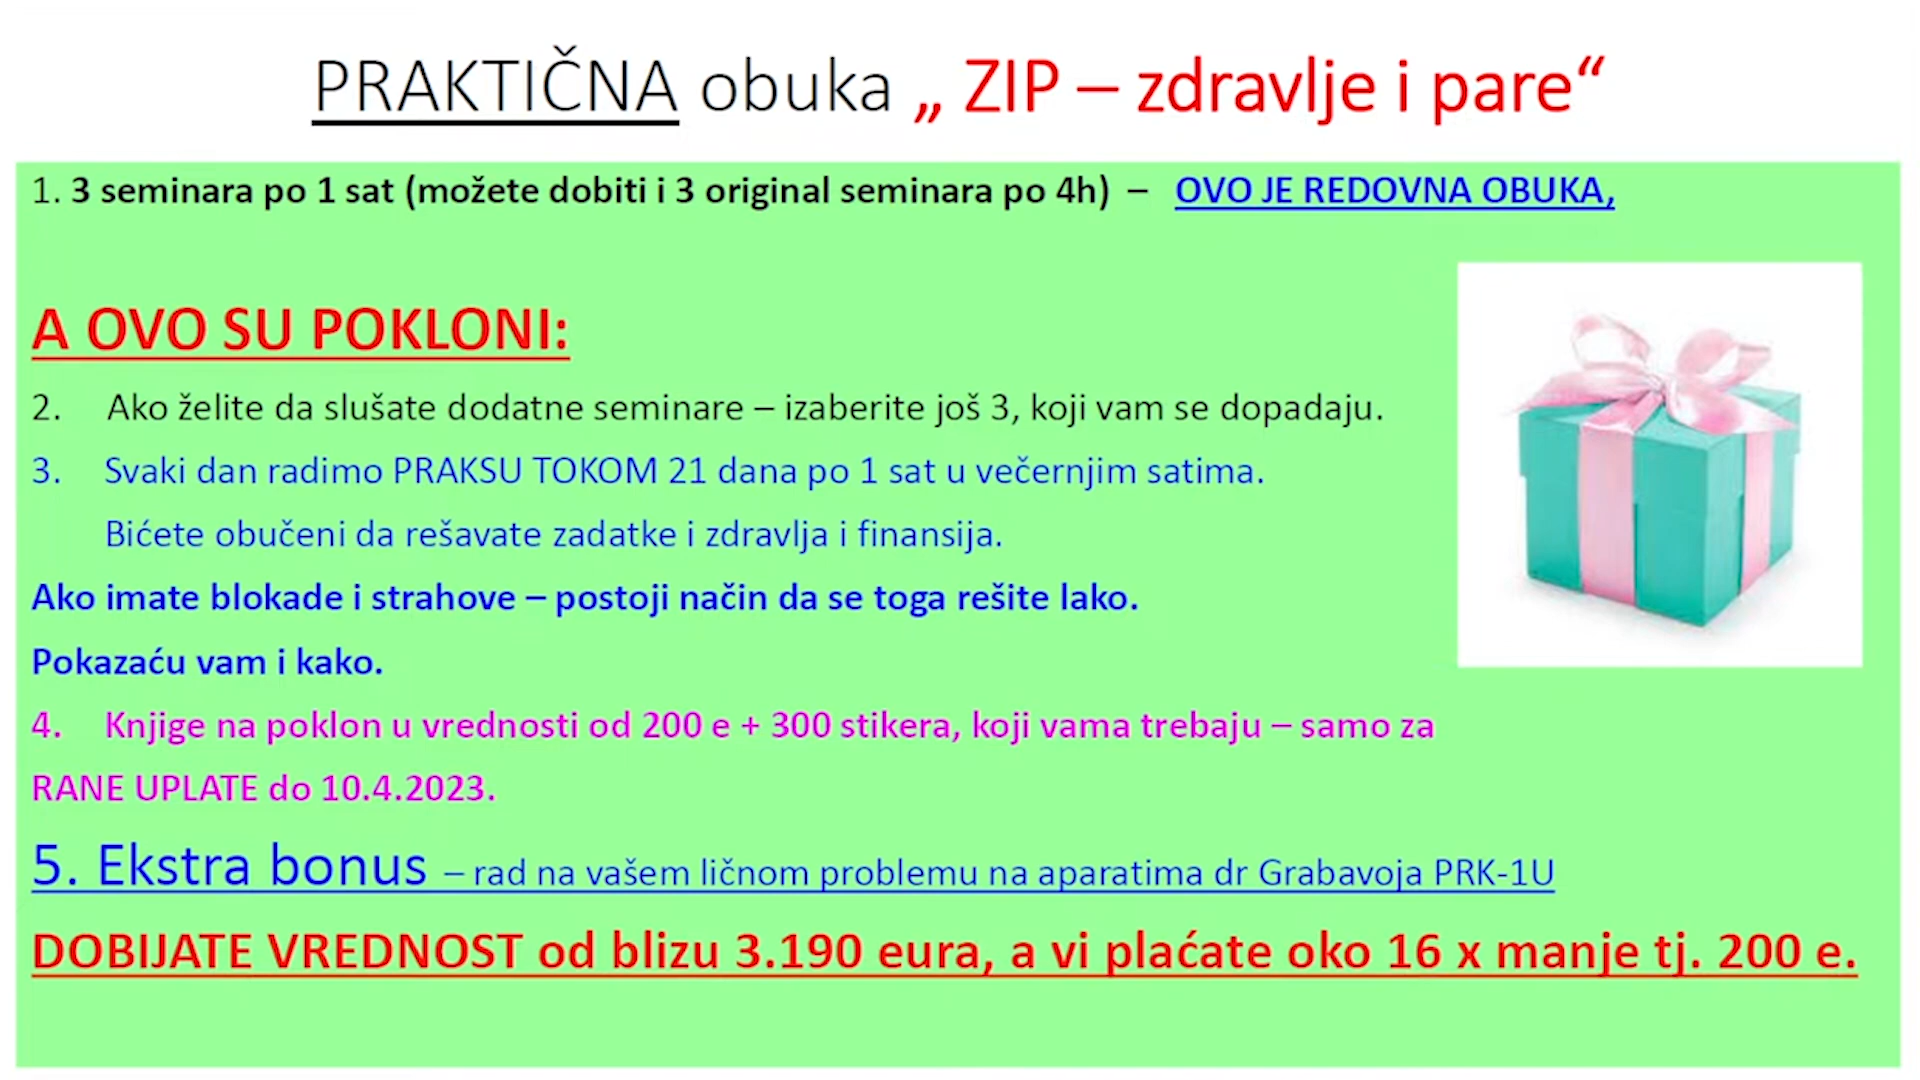 PRAKTIČNA obuka „ ZIP – zdravlje i pare“
1. 3 seminara po 1 sat (možete dobiti i 3 original seminara po 4h) – OVO JE REDOVNA OBUKA,
A OVO SU POKLONI:
2. Ako želite da slušate dodatne seminare – izaberite još 3, koji vam se dopadaju.
3. Svaki dan radimo PRAKSU TOKOM 21 dana po 1 sat u večernjim satima.
Bićete obučeni da rešavate zadatke i zdravlja i finansija.
Ako imate blokade i strahove – postoji način da se toga rešite lako.
Pokazaću vam i kako.
4. Knjige na poklon u vrednosti od 200 e + 300 stikera, koji vama trebaju – samo za
RANE UPLATE do 10.4.2023.
5. Ekstra bonus – rad na vašem ličnom problemu na aparatima dr Grabavoja PRK-1U
DOBIJATE VREDNOST od blizu 3.190 eura, a vi plaćate oko 16 x manje tj. 200 e.